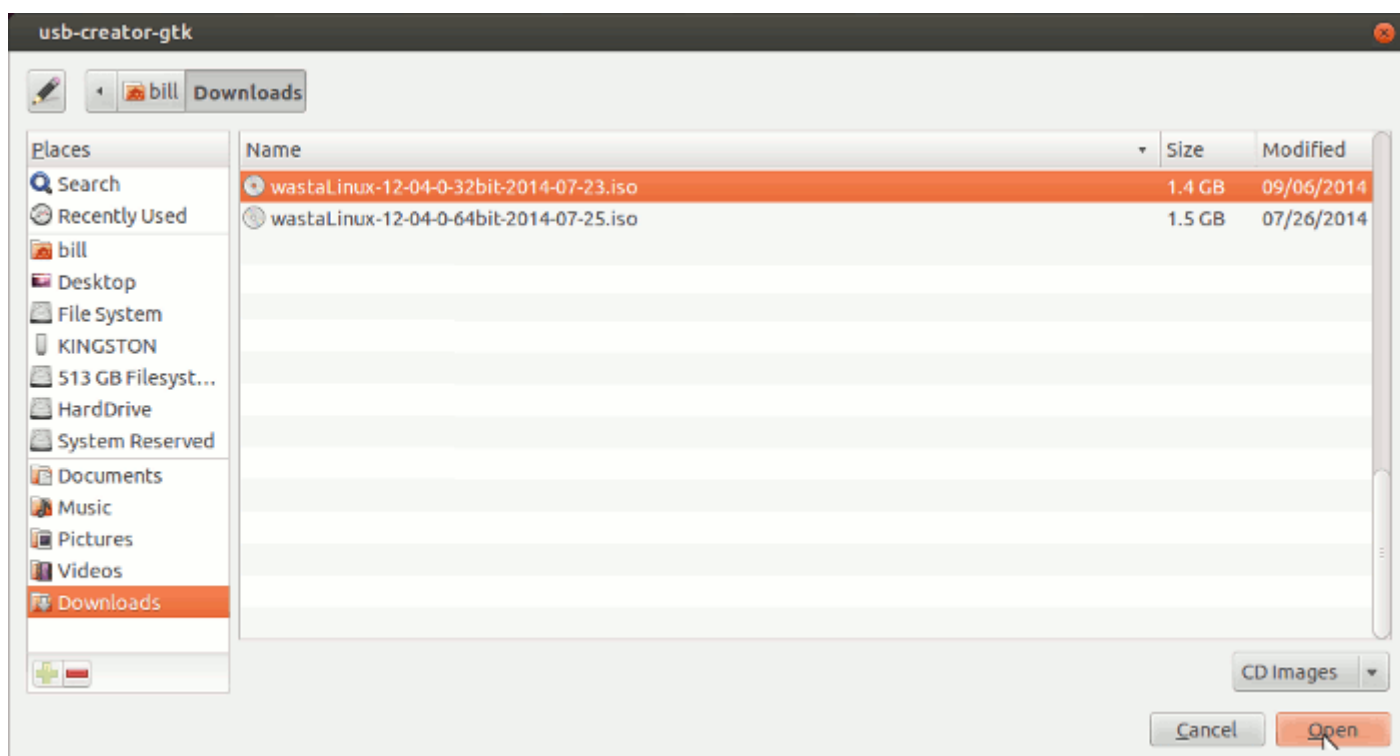 usb-creator-gtk
bill Downloads
Places
Search
Recently Used
bill
Desktop
File System
KINGSTON
513 GB Filesyst...
HardDrive
System Reserved
Documents
Music
Pictures
Videos
Downloads
Name Size Modified
wastaLinux-12-04-0-32bit-2014-07-23.iso 1.4 GB 09/06/2014
wastaLinux-12-04-0-64bit-2014-07-25.iso 1.5 GB 07/26/2014
CD Images
Cancel Open